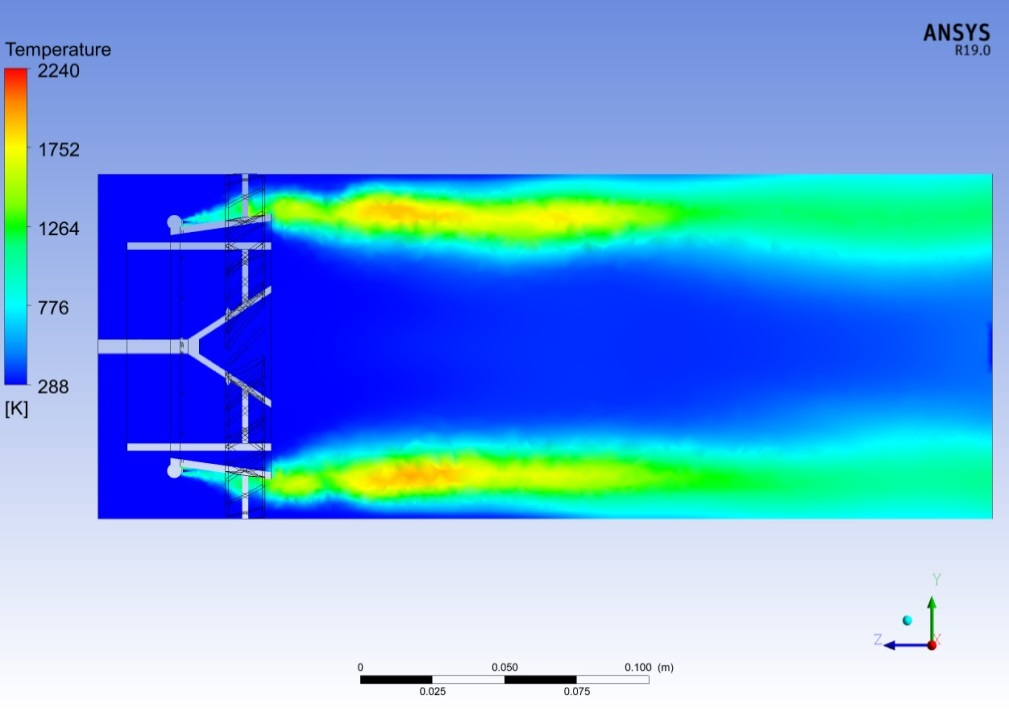 ANSYS
R19.0
Temperature
2240
1752
1264
776
288
[K]
Y
Z
X
0
0.050
0.100 (m)
0.025
0.075